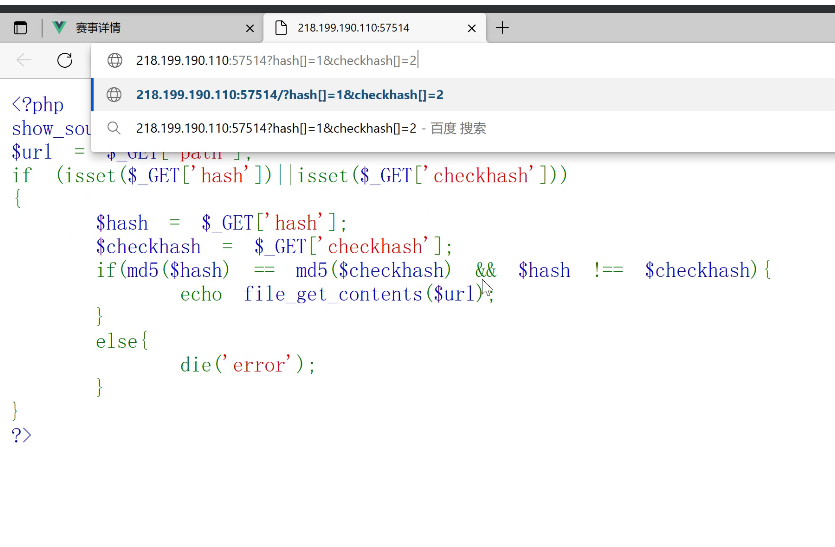 赛事详情
218.199.190.110:57514
218.199.190.110:57514?hash[]=1&checkhash[]=2
218.199.190.110:57514/?hash[]=1&checkhash[]=2
218.199.190.110:57514?hash[]=1&checkhash[]=2 - 百度 搜索
<?php
$url = $_GET['path'];
if (isset($_GET['hash'])||isset($_GET['checkhash']))
{
$hash = $_GET['hash'];
$checkhash = $_GET['checkhash'];
if(md5($hash) == md5($checkhash) && $hash !== $checkhash){
echo file_get_contents($url);
}
else{
die('error');
}
}
?>